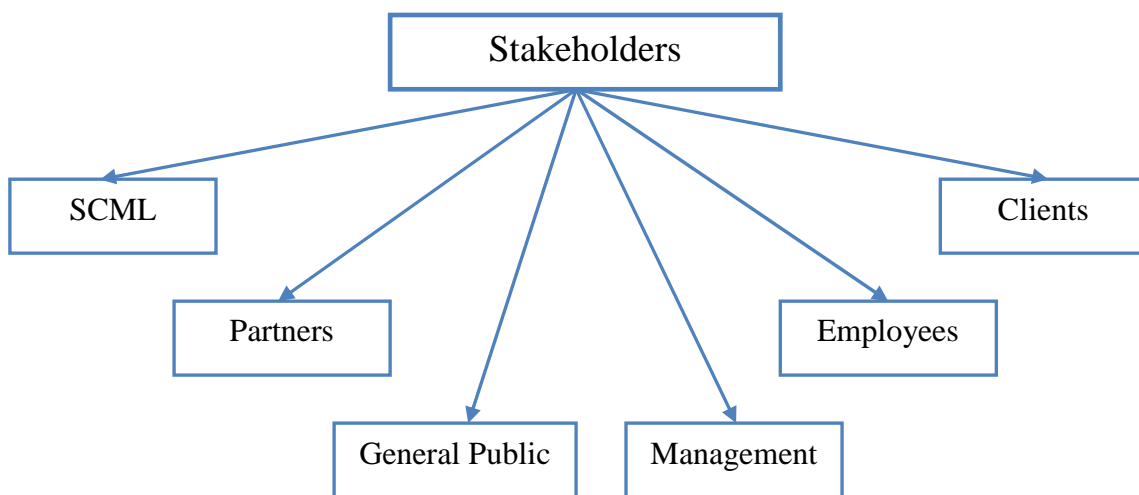 Stakeholders
SCML
Clients
Partners
Employees
General Public
Management